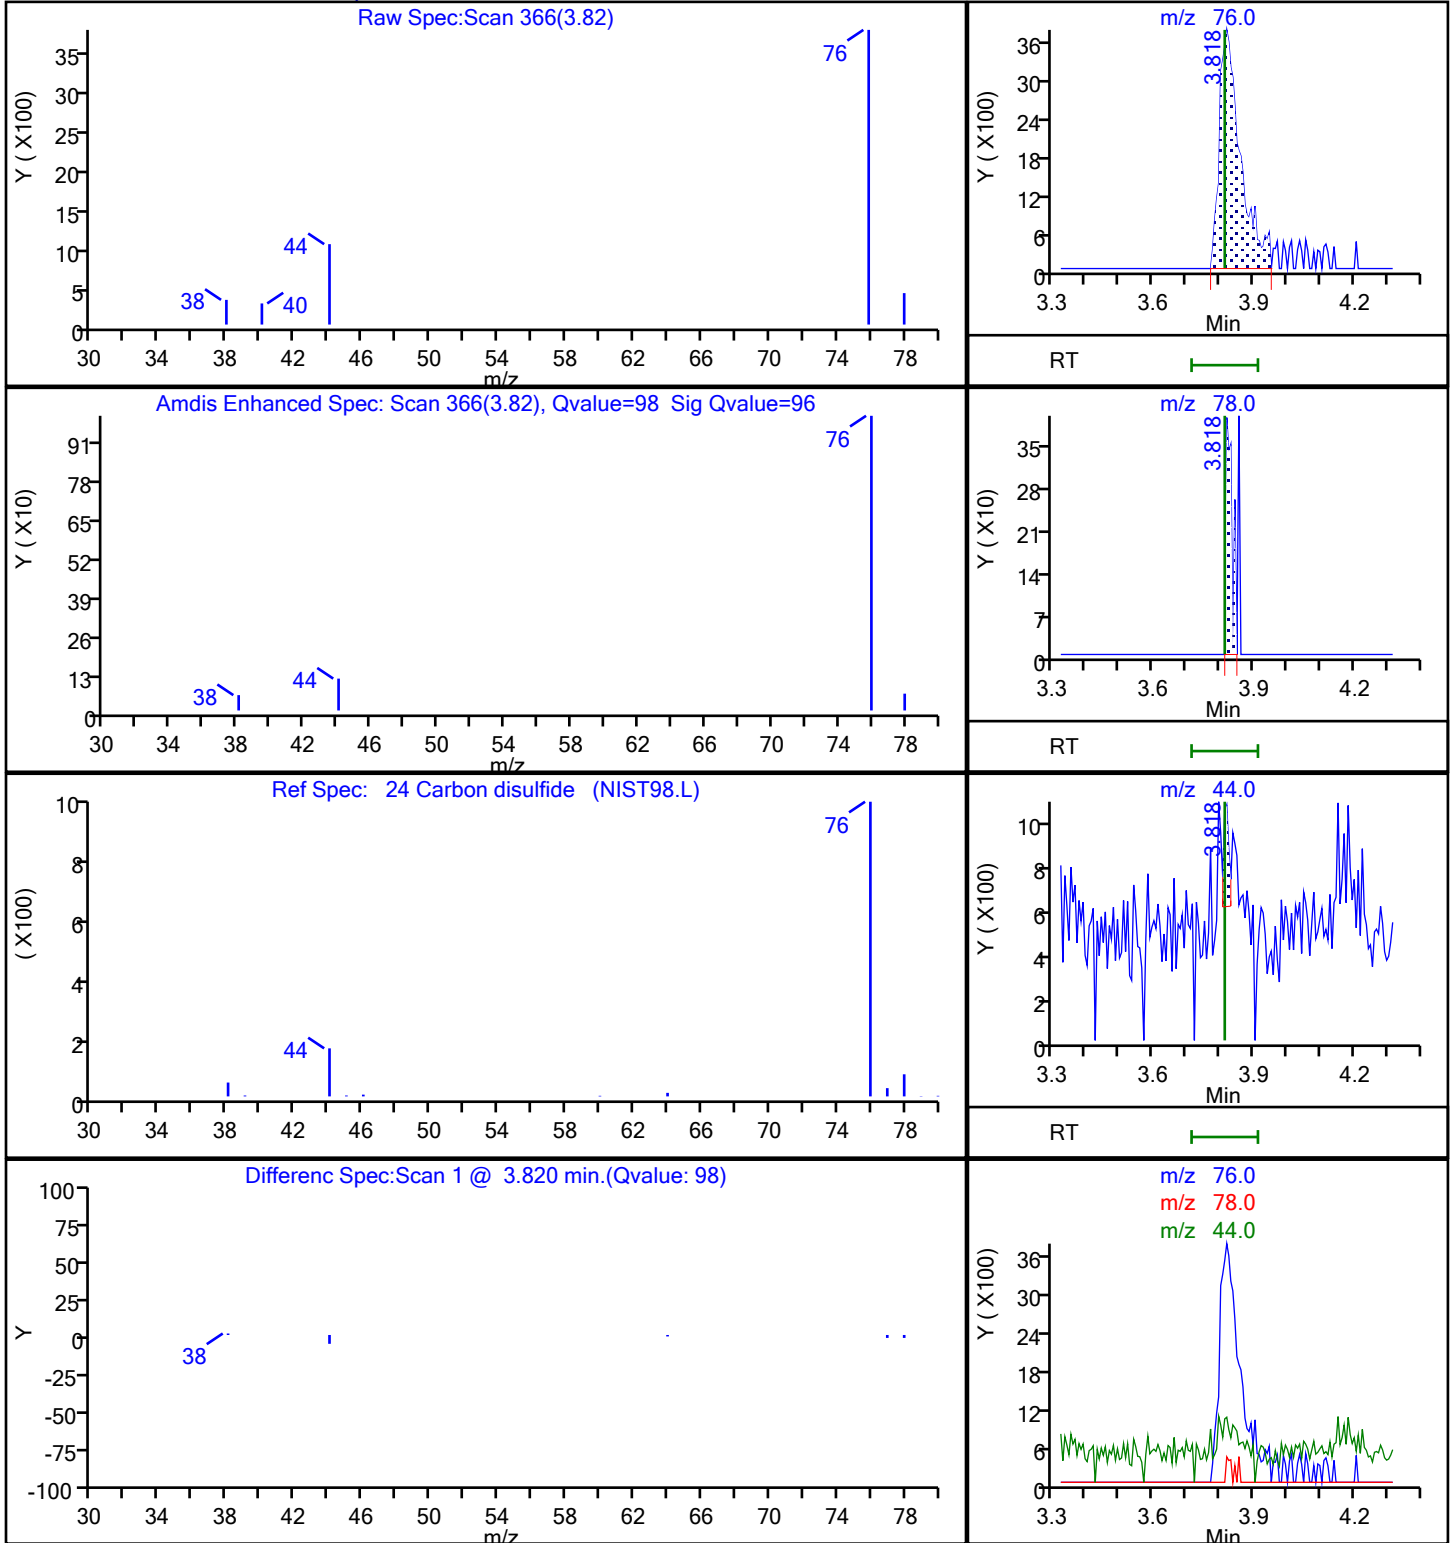 Raw Spec:Scan 366(3.82)
Y ( X100)
35
30
25
20
15
10
5
0
76
44
38
40
30 34 38 42 46 50 54 58 62 66 70 74 78
m/z
m/z 76.0
Y ( X100)
36
30
24
18
12
6
0
3.818
3.3 3.6 3.9 4.2
Min
RT
Amdis Enhanced Spec: Scan 366(3.82), Qvalue=98 Sig Qvalue=96
Y ( X10)
91
78
65
52
39
26
13
0
76
44
38
30 34 38 42 46 50 54 58 62 66 70 74 78
m/z
m/z 78.0
Y ( X10)
35
28
21
14
7
0
3.818
3.3 3.6 3.9 4.2
Min
RT
Ref Spec: 24 Carbon disulfide (NIST98.L)
( X100)
10
8
6
4
2
0
76
44
30 34 38 42 46 50 54 58 62 66 70 74 78
m/z 44.0
Y ( X100)
10
8
6
4
2
0
3.818
3.3 3.6 3.9 4.2
Min
RT
Differenc Spec:Scan 1 @ 3.820 min.(Qvalue: 98)
Y
100
75
50
25
0
-25
-50
-75
-100
38
30 34 38 42 46 50 54 58 62 66 70 74 78
m/z
m/z 76.0
m/z 78.0
m/z 44.0
Y ( X100)
36
30
24
18
12
6
0
3.3 3.6 3.9 4.2
Min